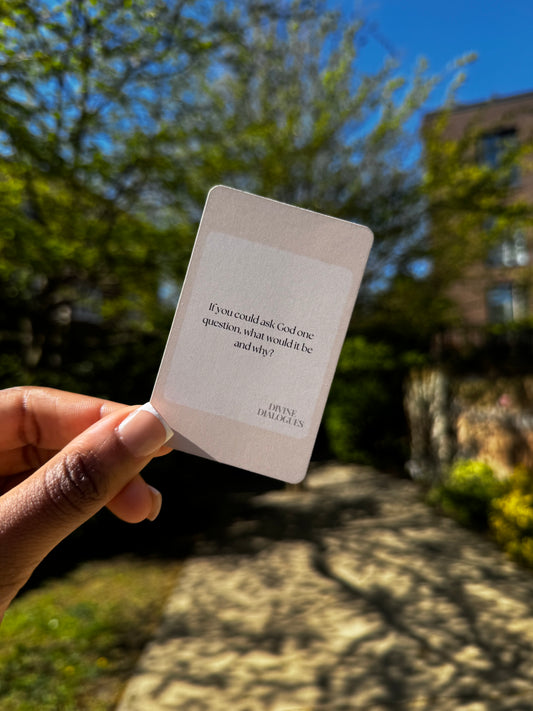 If you could ask God one
question, what would it be
and why?
DIVINE
DIALOGUES